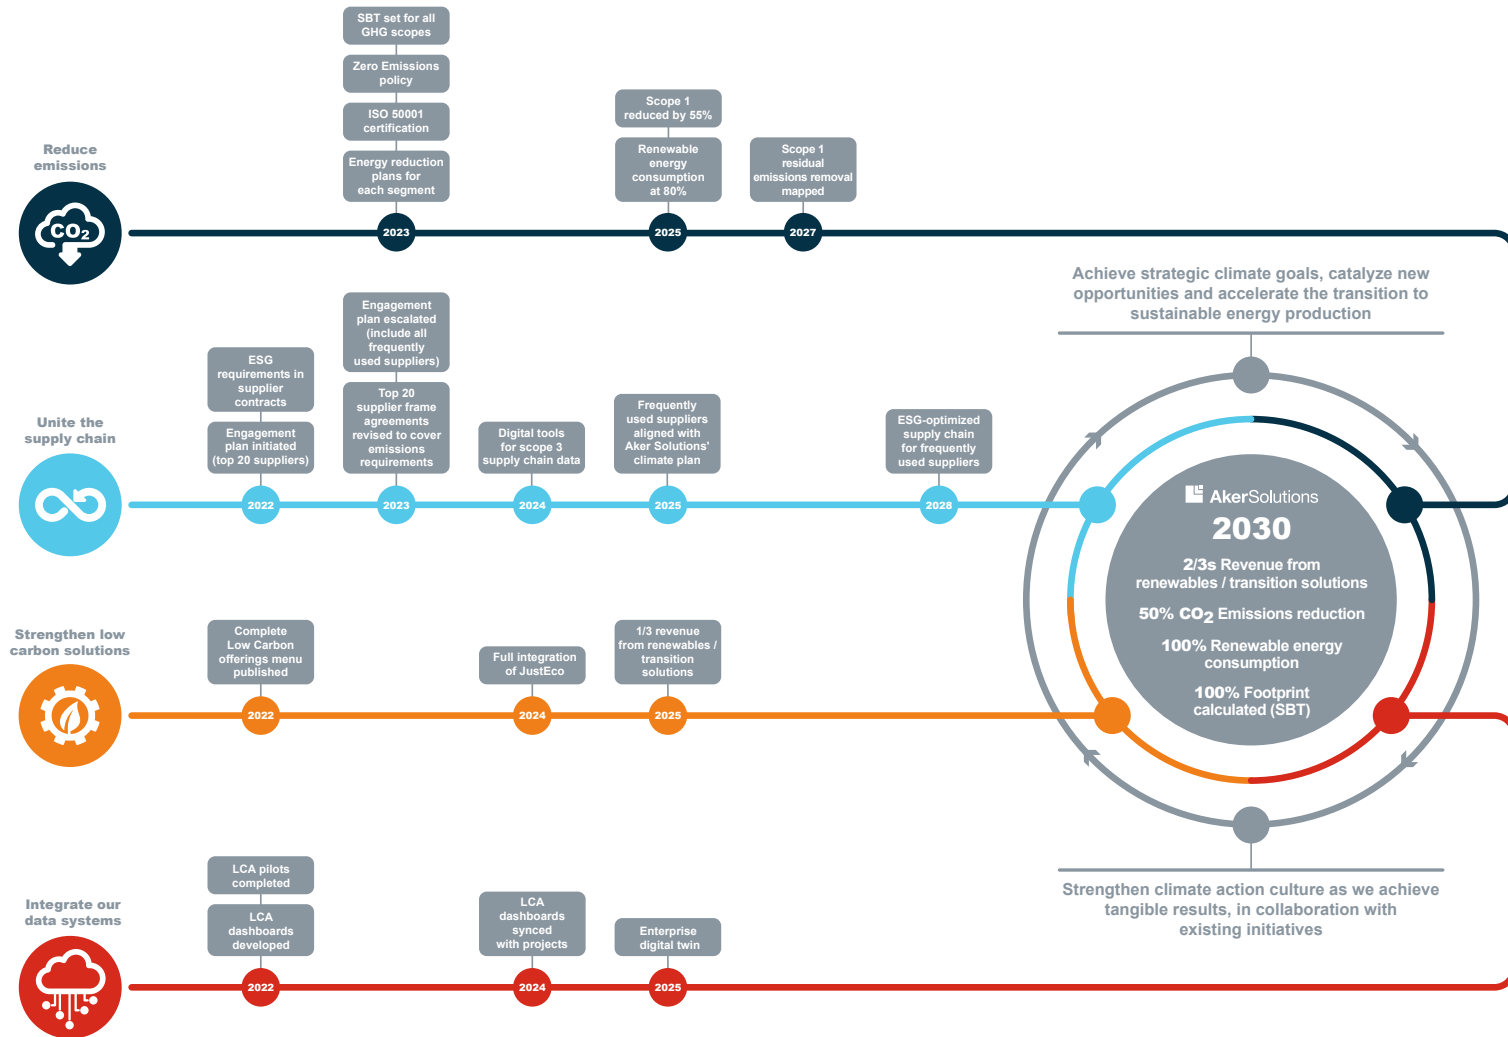 Reduce
emissions
CO2
SBT set for all
GHG scopes
Zero Emissions
policy
ISO 50001
certification
Energy reduction
plans for
each segment
2023
Scope 1
reduced by 55%
Renewable
energy
consumption
at 80%
2025
Scope 1
residual
emissions removal
mapped
2027
Unite the
supply chain
ESG
requirements in
supplier
contracts
Engagement
plan initiated
(top 20 suppliers)
2022
Engagement
plan escalated
(include all
frequently
used suppliers)
Top 20
supplier frame
agreements
revised to cover
emissions
requirements
2023
Digital tools
for scope 3
supply chain data
2024
Frequently
used suppliers
aligned with
Aker Solutions'
climate plan
2025
ESG-optimized
supply chain
for frequently
used suppliers
2028
Strengthen low
carbon solutions
Complete
Low Carbon
offerings menu
published
2022
Full integration
of JustEco
2024
1/3 revenue
from renewables /
transition
solutions
2025
Integrate our
data systems
LCA pilots
completed
LCA
dashboards
developed
2022
LCA
dashboards
synced
with projects
2024
Enterprise
digital twin
2025
Achieve strategic climate goals, catalyze new
opportunities and accelerate the transition to
sustainable energy production
AkerSolutions
2030
2/3s Revenue from
renewables / transition solutions
50% CO2 Emissions reduction
100% Renewable energy
consumption
100% Footprint
calculated (SBT)
Strengthen climate action culture as we achieve
tangible results, in collaboration with
existing initiatives